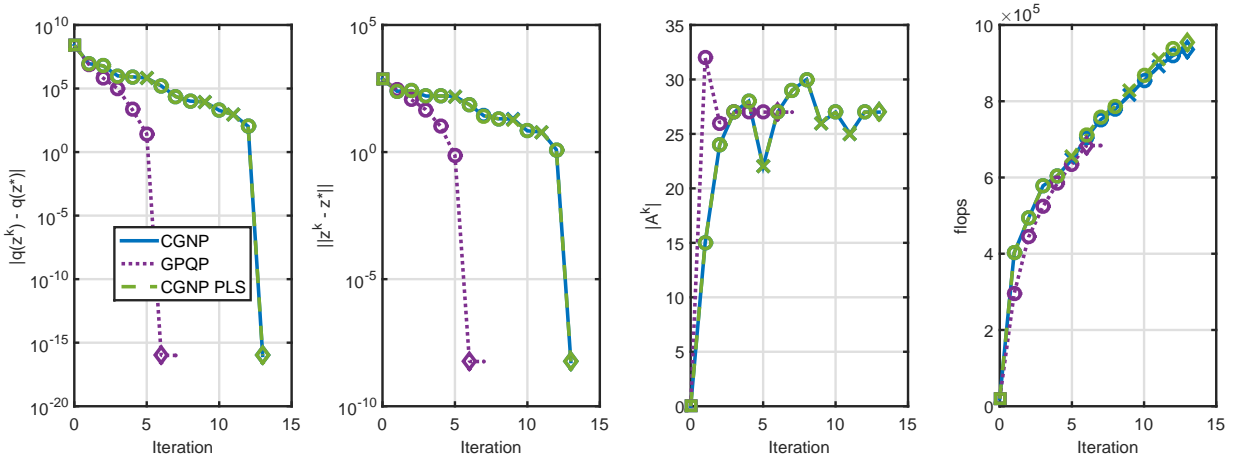 |q(z^k) - q(z*)|
10^10
10^5
10^0
10^-5
10^-10
10^-15
10^-20
0 5 10 15
Iteration
CGNP
GPQP
CGNP PLS
||z^k - z*||
10^5
10^0
10^-5
10^-10
0 5 10 15
Iteration
|A^k|
35
30
25
20
15
10
5
0
0 5 10 15
Iteration
flops
×10^5
10
8
6
4
2
0
0 5 10 15
Iteration